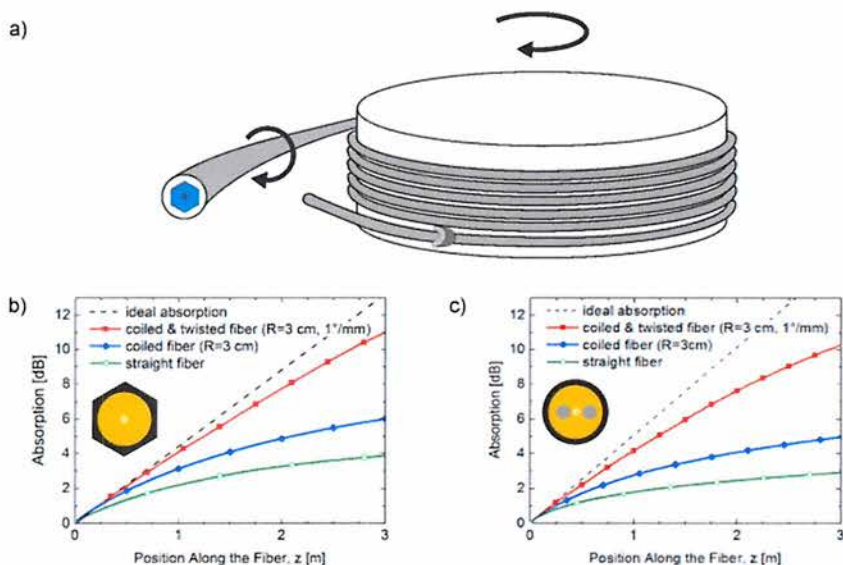 a)
b)
12
10
8
6
4
2
0
0
1
2
3
Absorption [dB]
Position Along the Fiber, z [m]
ideal absorption
coiled & twisted fiber (R=3 cm, 1°/mm)
coiled fiber (R=3 cm)
straight fiber
c)
12
10
8
6
4
2
0
0
1
2
3
Absorption [dB]
Position Along the Fiber, z [m]
ideal absorption
coiled & twisted fiber (R=3 cm, 1°/mm)
coiled fiber (R=3cm)
straight fiber